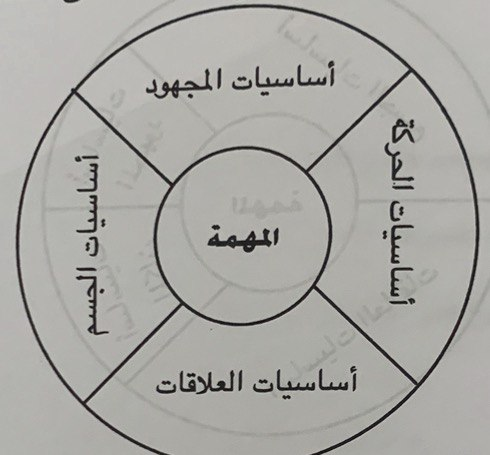 أساسيات المجهود
أساسيات الحركة
المهمة
أساسيات الجسم
أساسيات العلاقات